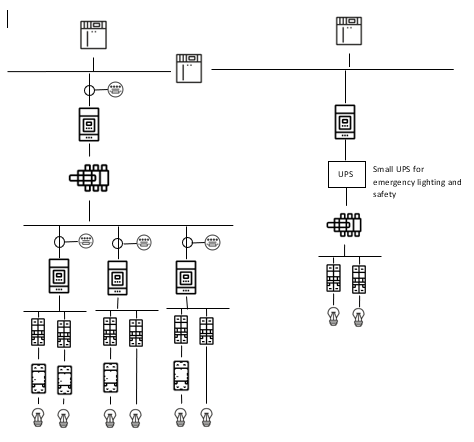 UPS
Small UPS for
emergency lighting and
safety